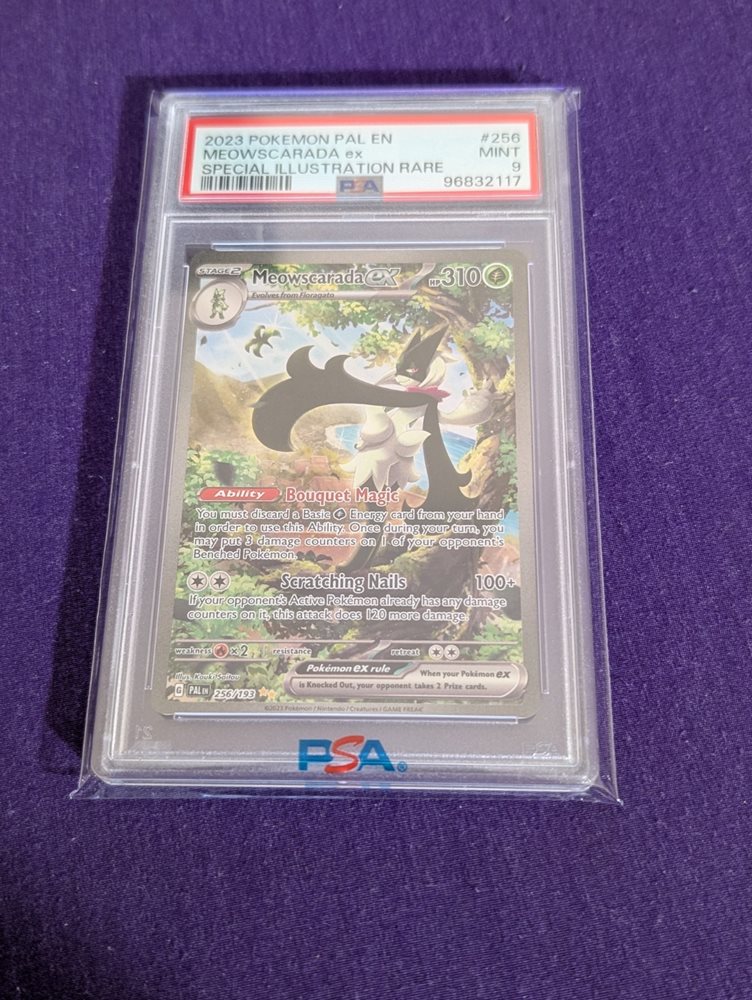 2023 POKEMON PAL EN #256
MEOWSCARADA ex MINT
SPECIAL ILLUSTRATION RARE 9
PSA 96832117
STAGE 2 Meowscarada ex HP 310
Evolves from Floragato
Ability Bouquet Magic
You must discard a Basic Energy card from your hand
in order to use this Ability. Once during your turn, you
may put 3 damage counters on 1 of your opponent's
Benched Pokémon.
Scratching Nails 100+
If your opponent's Active Pokémon already has any damage
counters on it, this attack does 120 more damage.
weakness ×2 resistance retreat
Illus. Kouki Saitou
Pokémon ex rule When your Pokémon ex
is Knocked Out, your opponent takes 2 Prize cards.
G PAL EN 256/193
©2023 Pokémon / Nintendo / Creatures / GAME FREAK
PSA®